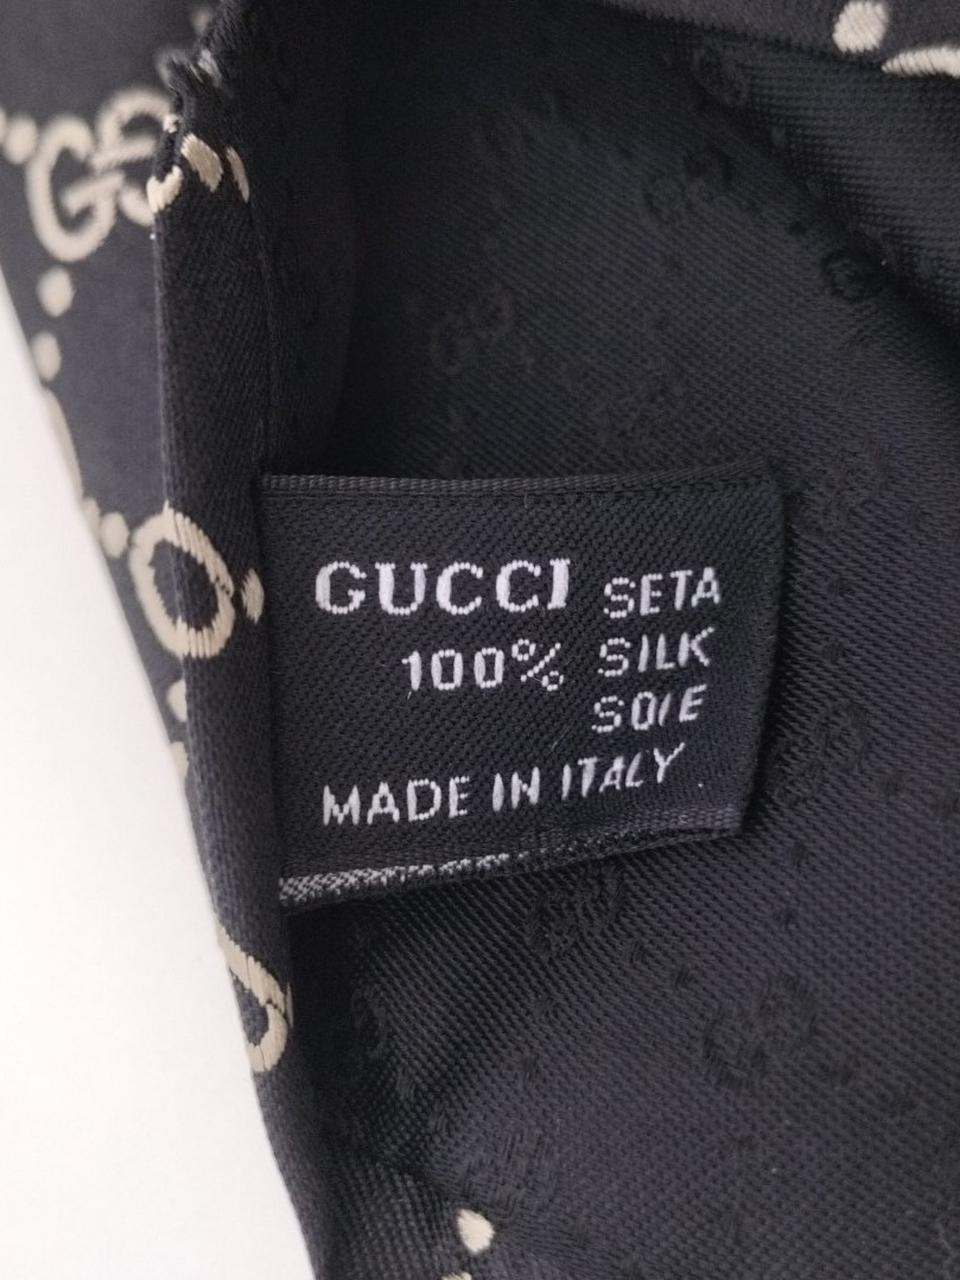 GUCCI SETA
100% SILK
SOIE
MADE IN ITALY